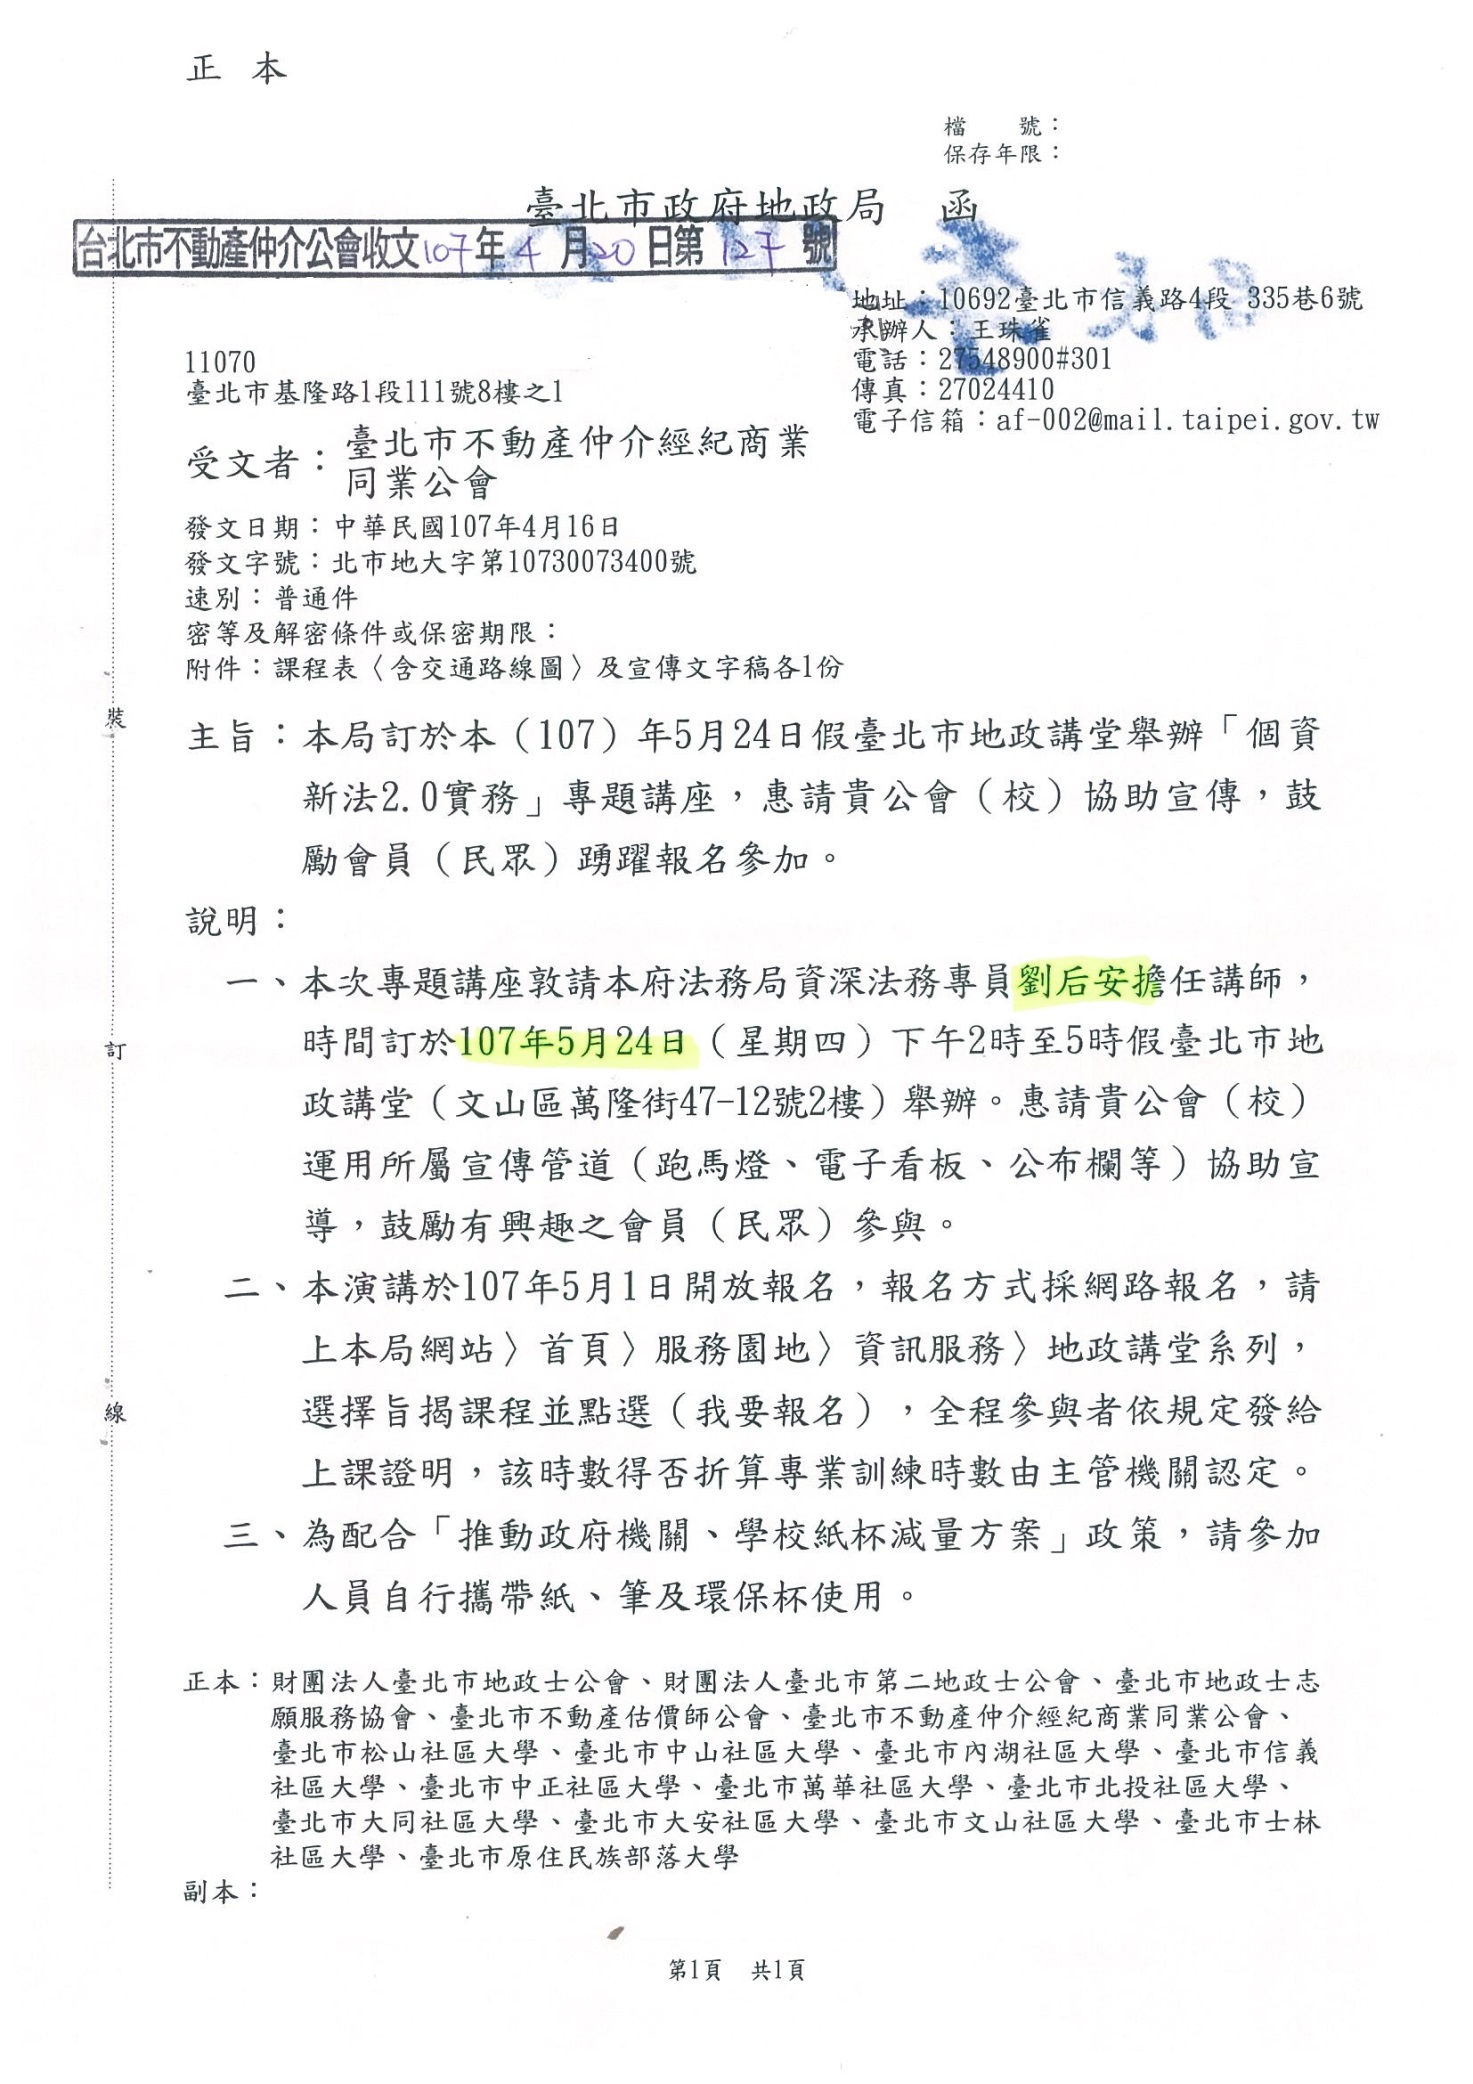 正 本
檔 號：
保存年限：
臺北市政府地政局 函
台北市不動產仲介公會收文107年4月20日第127號
地址：10692臺北市信義路4段 335巷6號
承辦人：王珠雀
電話：27548900#301
傳真：27024410
電子信箱：af-002@mail.taipei.gov.tw
11070
臺北市基隆路1段111號8樓之1
受文者：臺北市不動產仲介經紀商業
同業公會
發文日期：中華民國107年4月16日
發文字號：北市地大字第10730073400號
速別：普通件
密等及解密條件或保密期限：
附件：課程表〈含交通路線圖〉及宣傳文字稿各1份
主旨：本局訂於本（107）年5月24日假臺北市地政講堂舉辦「個資
新法2.0實務」專題講座，惠請貴公會（校）協助宣傳，鼓
勵會員（民眾）踴躍報名參加。
說明：
一、本次專題講座敦請本府法務局資深法務專員劉后安擔任講師，
時間訂於107年5月24日（星期四）下午2時至5時假臺北市地
政講堂（文山區萬隆街47-12號2樓）舉辦。惠請貴公會（校）
運用所屬宣傳管道（跑馬燈、電子看板、公布欄等）協助宣
導，鼓勵有興趣之會員（民眾）參與。
二、本演講於107年5月1日開放報名，報名方式採網路報名，請
上本局網站〉首頁〉服務園地〉資訊服務〉地政講堂系列，
選擇旨揭課程並點選（我要報名），全程參與者依規定發給
上課證明，該時數得否折算專業訓練時數由主管機關認定。
三、為配合「推動政府機關、學校紙杯減量方案」政策，請參加
人員自行攜帶紙、筆及環保杯使用。
正本：財團法人臺北市地政士公會、財團法人臺北市第二地政士公會、臺北市地政士志
願服務協會、臺北市不動產估價師公會、臺北市不動產仲介經紀商業同業公會、
臺北市松山社區大學、臺北市中山社區大學、臺北市內湖社區大學、臺北市信義
社區大學、臺北市中正社區大學、臺北市萬華社區大學、臺北市北投社區大學、
臺北市大同社區大學、臺北市大安社區大學、臺北市文山社區大學、臺北市士林
社區大學、臺北市原住民族部落大學
副本：
裝
訂
線
第1頁 共1頁